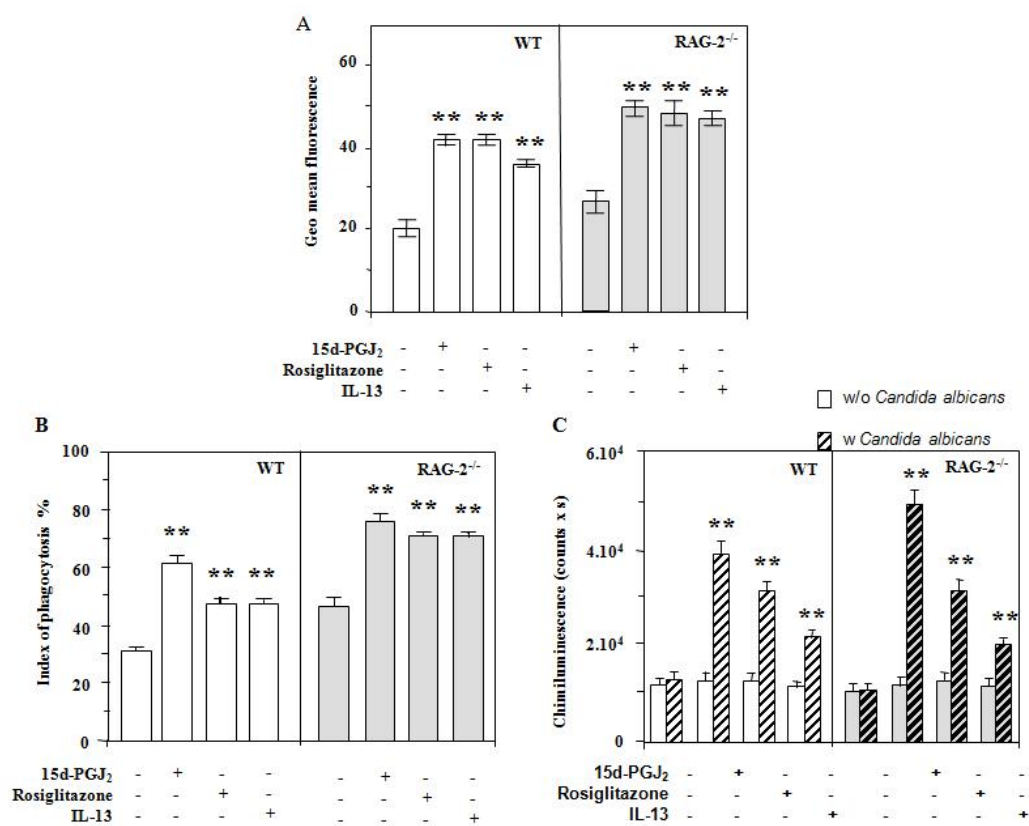 A
WT RAG-2-/-
60
** ** **
** ** **
40
20
0
Geo mean fluorescence
15d-PGJ2 - + - - - + - -
Rosiglitazone - - + - - - + -
IL-13 - - - + - - - +
w/o Candida albicans
w Candida albicans
B
100
WT RAG-2-/-
80
60
40
20
0
** ** **
** ** **
Index of phagocytosis %
15d-PGJ2 - + - - - + - -
Rosiglitazone - - + - - - + -
IL-13 - - - + - - - +
C
6.10⁴
WT RAG-2-/-
4.10⁴
2.10⁴
0
** ** **
** ** **
Chimiluminescence (counts x s)
15d-PGJ2 - + - - - + - -
Rosiglitazone - - + - - - + -
IL-13 - - - + - - - +